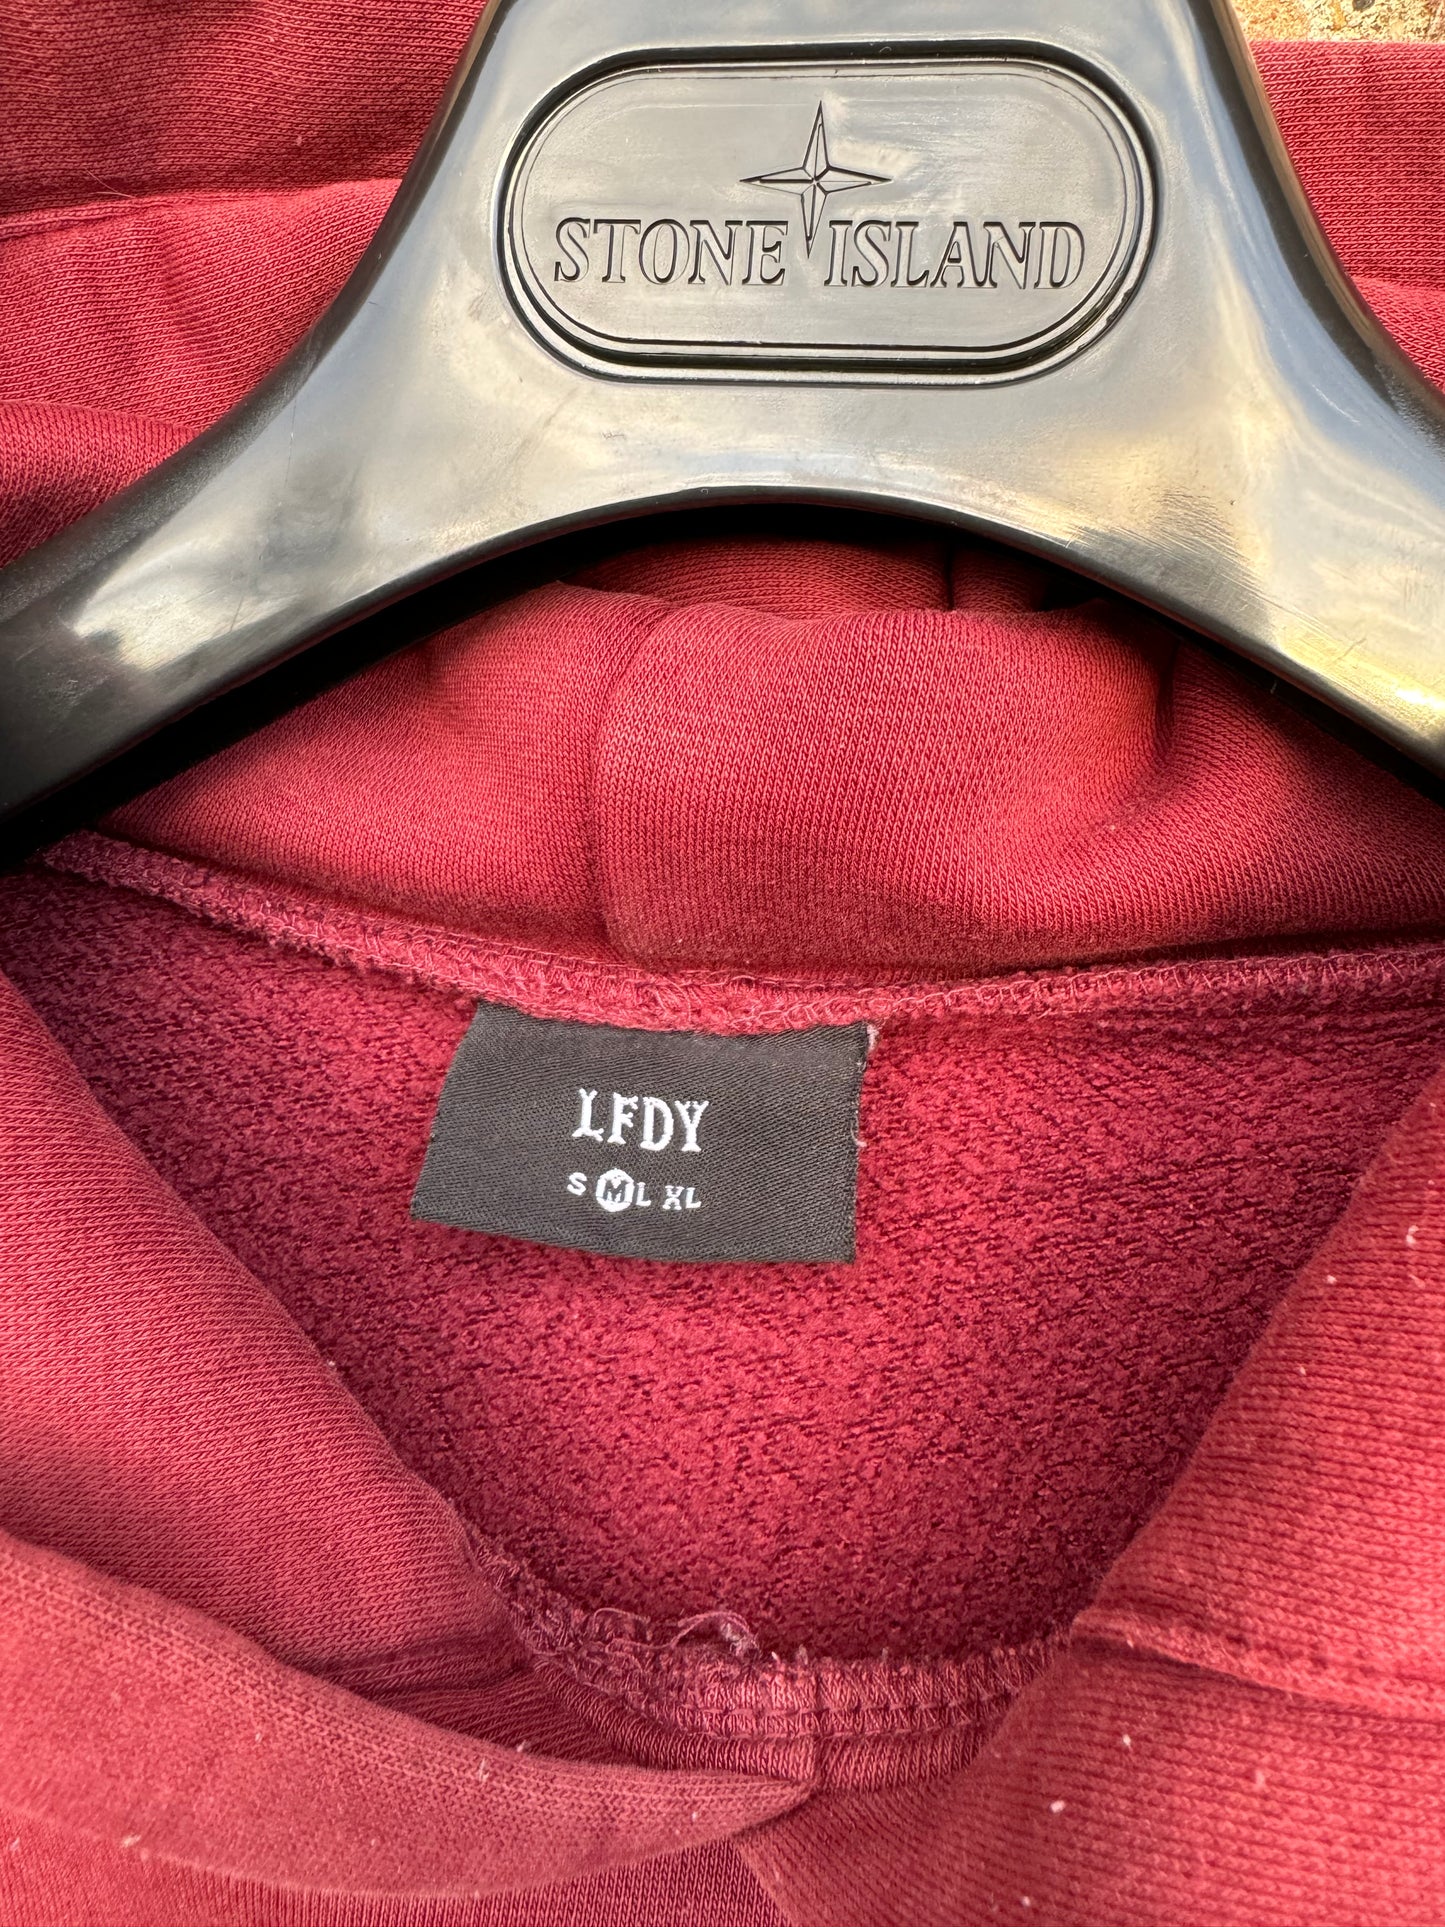 STONE ISLAND
LFDY
S M L XL